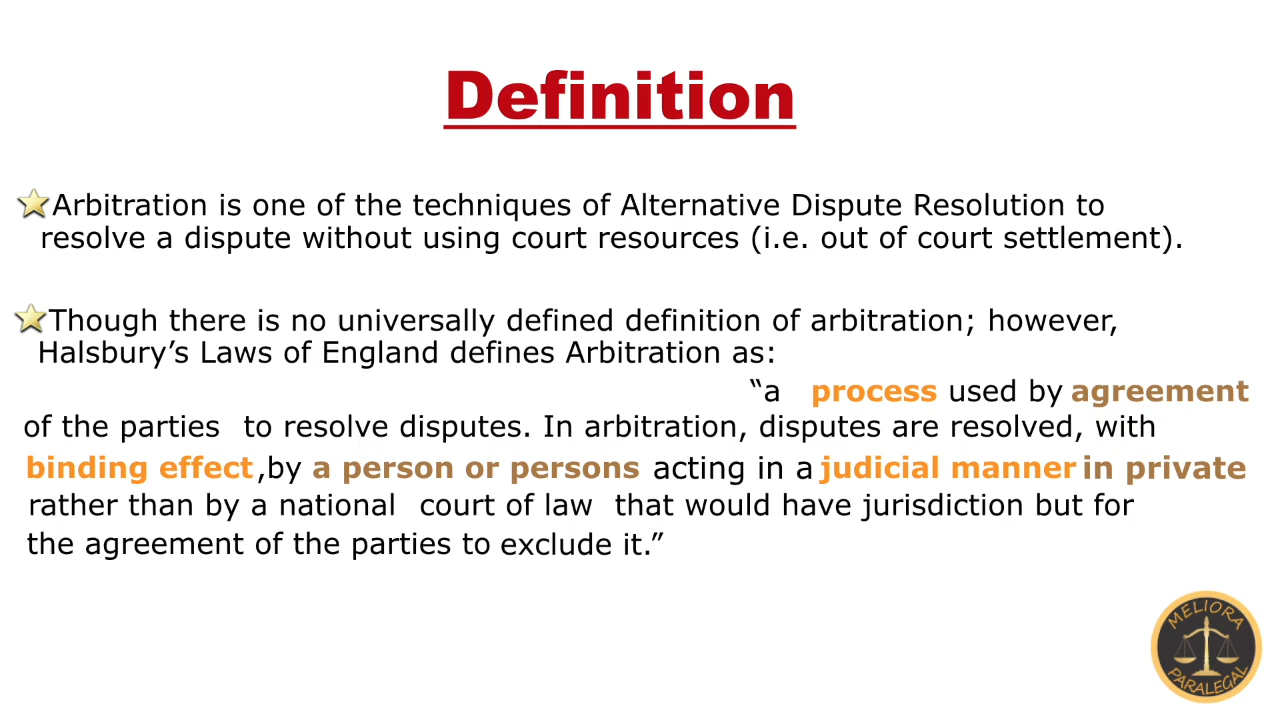 Definition
Arbitration is one of the techniques of Alternative Dispute Resolution to
resolve a dispute without using court resources (i.e. out of court settlement).
Though there is no universally defined definition of arbitration; however,
Halsbury’s Laws of England defines Arbitration as:
“a process used by agreement
of the parties to resolve disputes. In arbitration, disputes are resolved, with
binding effect,by a person or persons acting in a judicial manner in private
rather than by a national court of law that would have jurisdiction but for
the agreement of the parties to exclude it.”
MELIORA
PARALEGAL